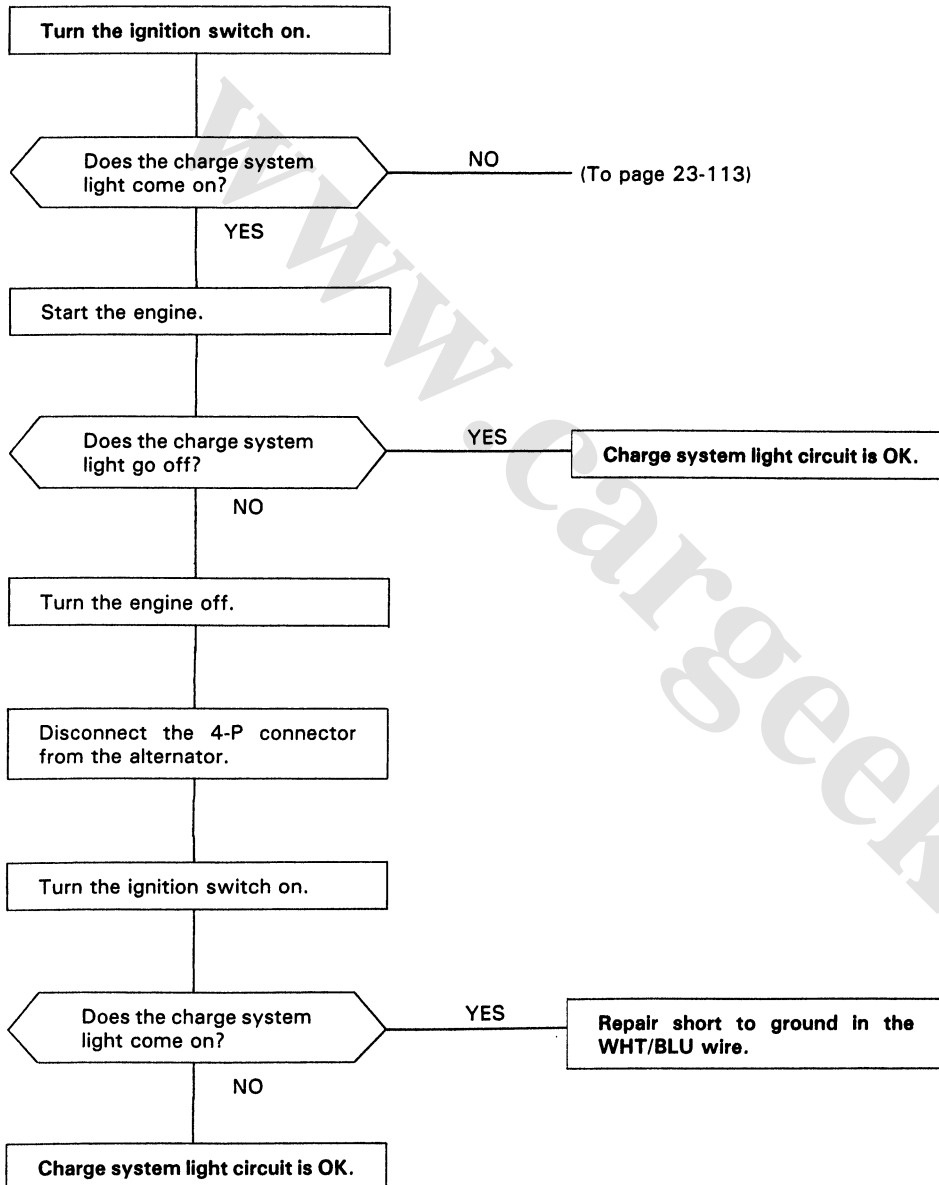 Turn the ignition switch on.
Does the charge system
light come on?
NO
(To page 23-113)
YES
Start the engine.
Does the charge system
light go off?
YES
Charge system light circuit is OK.
NO
Turn the engine off.
Disconnect the 4-P connector
from the alternator.
Turn the ignition switch on.
Does the charge system
light come on?
YES
Repair short to ground in the
WHT/BLU wire.
NO
Charge system light circuit is OK.
www.cargeek